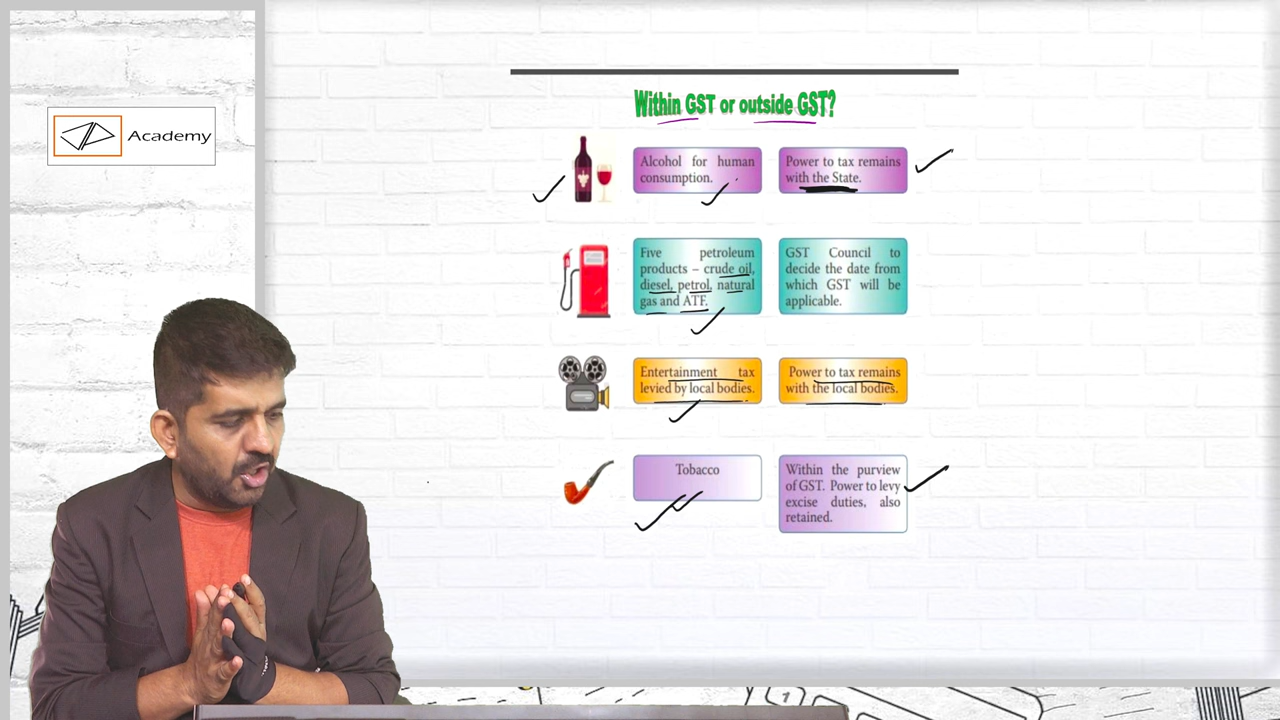 Academy
Within GST or outside GST?
Alcohol for human
consumption.
Power to tax remains
with the State.
Five petroleum
products – crude oil,
diesel, petrol, natural
gas and ATF.
GST Council to
decide the date from
which GST will be
applicable.
Entertainment tax
levied by local bodies.
Power to tax remains
with the local bodies.
Tobacco
Within the purview
of GST. Power to levy
excise duties, also
retained.
1